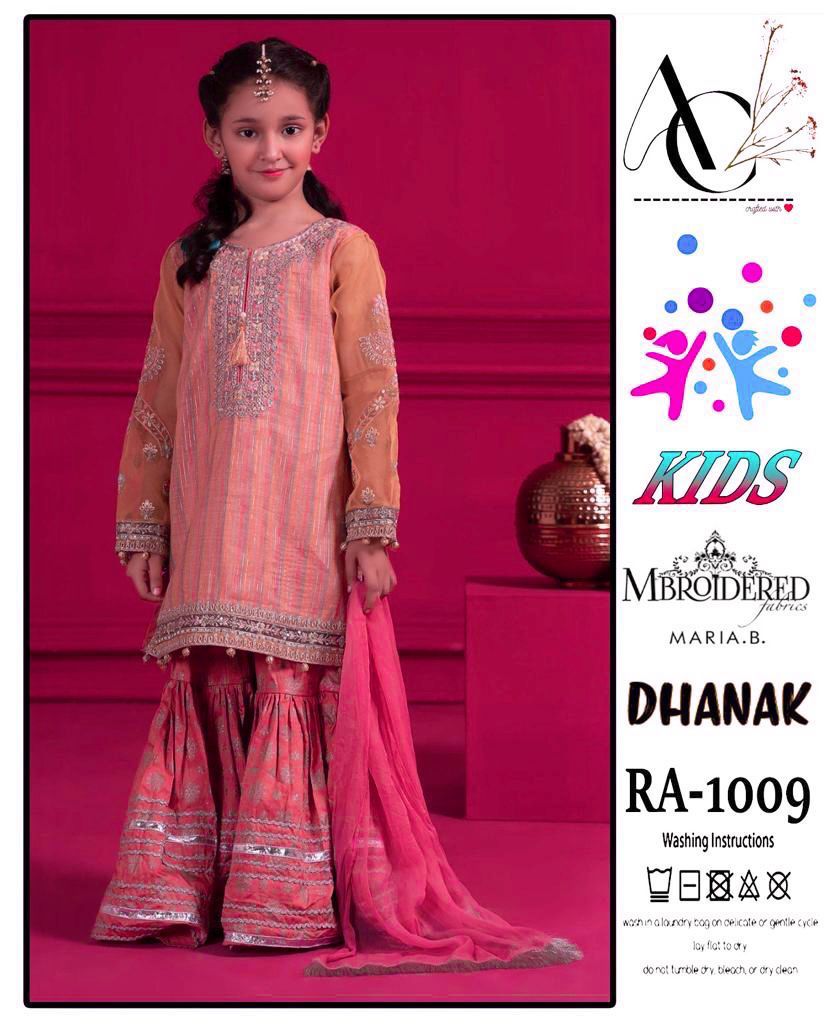 AC
crafted with
KIDS
MBROIDERED
fabrics
MARIA.B.
DHANAK
RA-1009
Washing Instructions
wash in a laundry bag on delicate or gentle cycle
lay flat to dry
do not tumble dry, bleach, or dry clean